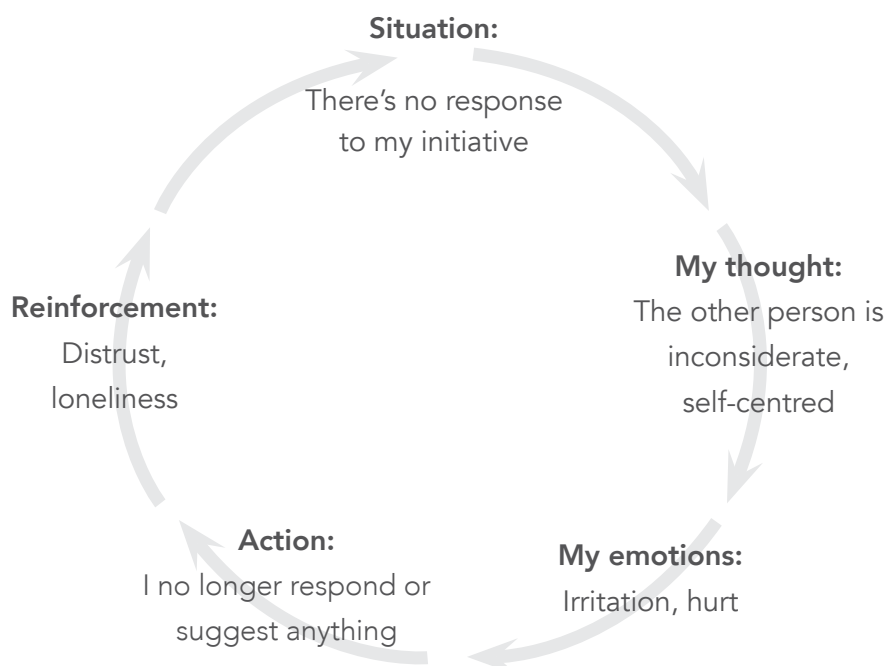 Situation:
There’s no response
to my initiative
My thought:
The other person is
inconsiderate,
self-centred
My emotions:
Irritation, hurt
Action:
I no longer respond or
suggest anything
Reinforcement:
Distrust,
loneliness